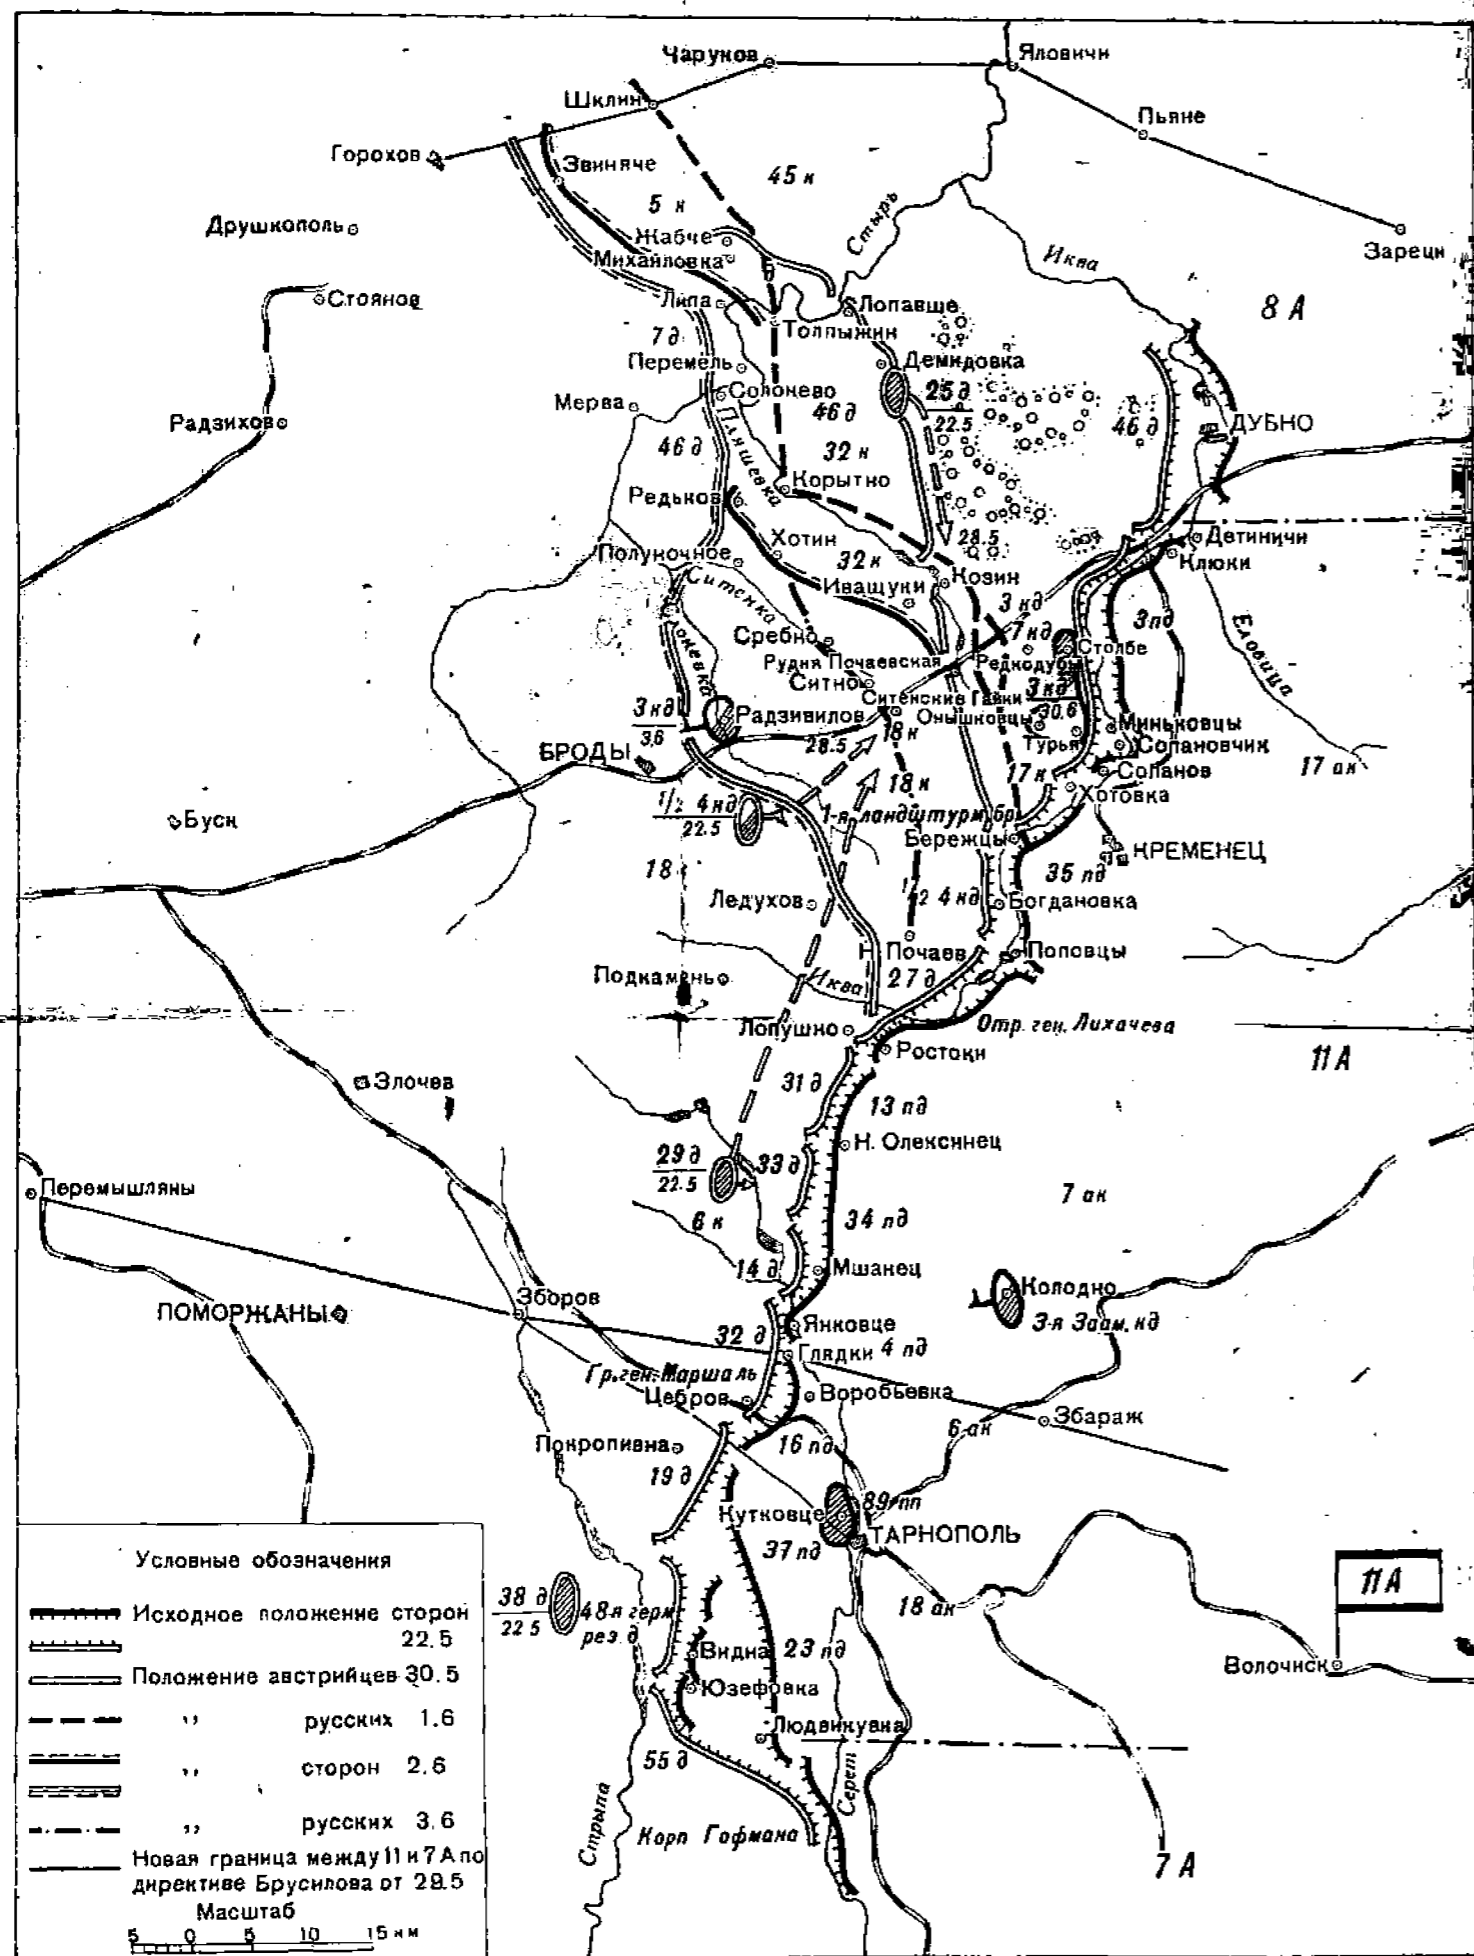 Чаруков
Яловичи
Шклин
Пьяне
Горохов
Звиняче
45 к
5 к
Друшкополь
Жабче
Стырь
Зарецн
Михайловка
Иква
Стоянов
Липа
Лопавще
8 А
7 д
Толпыжин
Перемель
Демидовка
Мерва
Солонево
46 д
25 д
22.5
46 д
ДУБНО
Радзихов
46 д
32 к
Пляшевка
Редьков
Корытно
Хотин
28.5
Детиничи
Полуночное
32 к
Клюки
Ситенка
Иващуки
Козин
3 кд
3 пд
Еловица
Сребно
7 кд
Столбе
Рудня Почаевская
Редкодубы
Ситно
Ситенские Гайки
3 кд
30.6
3 кд
3.6
Радзивилов
Онышковцы
Миньковцы
БРОДЫ
28.5
18 к
Турья
Сопановчик
17 к
Сопанов
17 ак
18 к
Хотовка
1/2 4 кд
22.5
1-я ландштурм. бр.
Буск
Бережцы
КРЕМЕНЕЦ
18
35 пд
Ледухов
1/2 4 кд
Богдановка
Н. Почаев
Поповцы
Подкамень
Иква
27 д
Лопушно
Отр. ген. Лихачева
Ростоки
11 А
Злочев
31 д
13 пд
Н. Олексинец
29 д
22.5
33 д
Перемышляны
7 ак
6 к
34 пд
14 д
Мшанец
Колодно
Зборов
ПОМОРЖАНЫ
3-я Заам. кд
32 д
Янковце
Глядки 4 пд
Гр. ген. Маршаль
Цебров
Воробьевка
Збараж
6 ак
Покропивна
16 пд
19 д
89 пп
Кутковце
ТАРНОПОЛЬ
37 пд
11 А
38 д
22.5
48-я герм.
рез. д
18 ак
Видна
23 пд
Волочиск
Юзефовка
Людвикувка
55 д
Серет
Стрыпа
Корп Гофмана
7 А
Условные обозначения
Исходное положение сторон
22.5
Положение австрийцев 30.5
" русских 1.6
" сторон 2.6
" русских 3.6
Новая граница между 11 и 7 А по
директиве Брусилова от 29.5
Масштаб
5 0 5 10 15 км